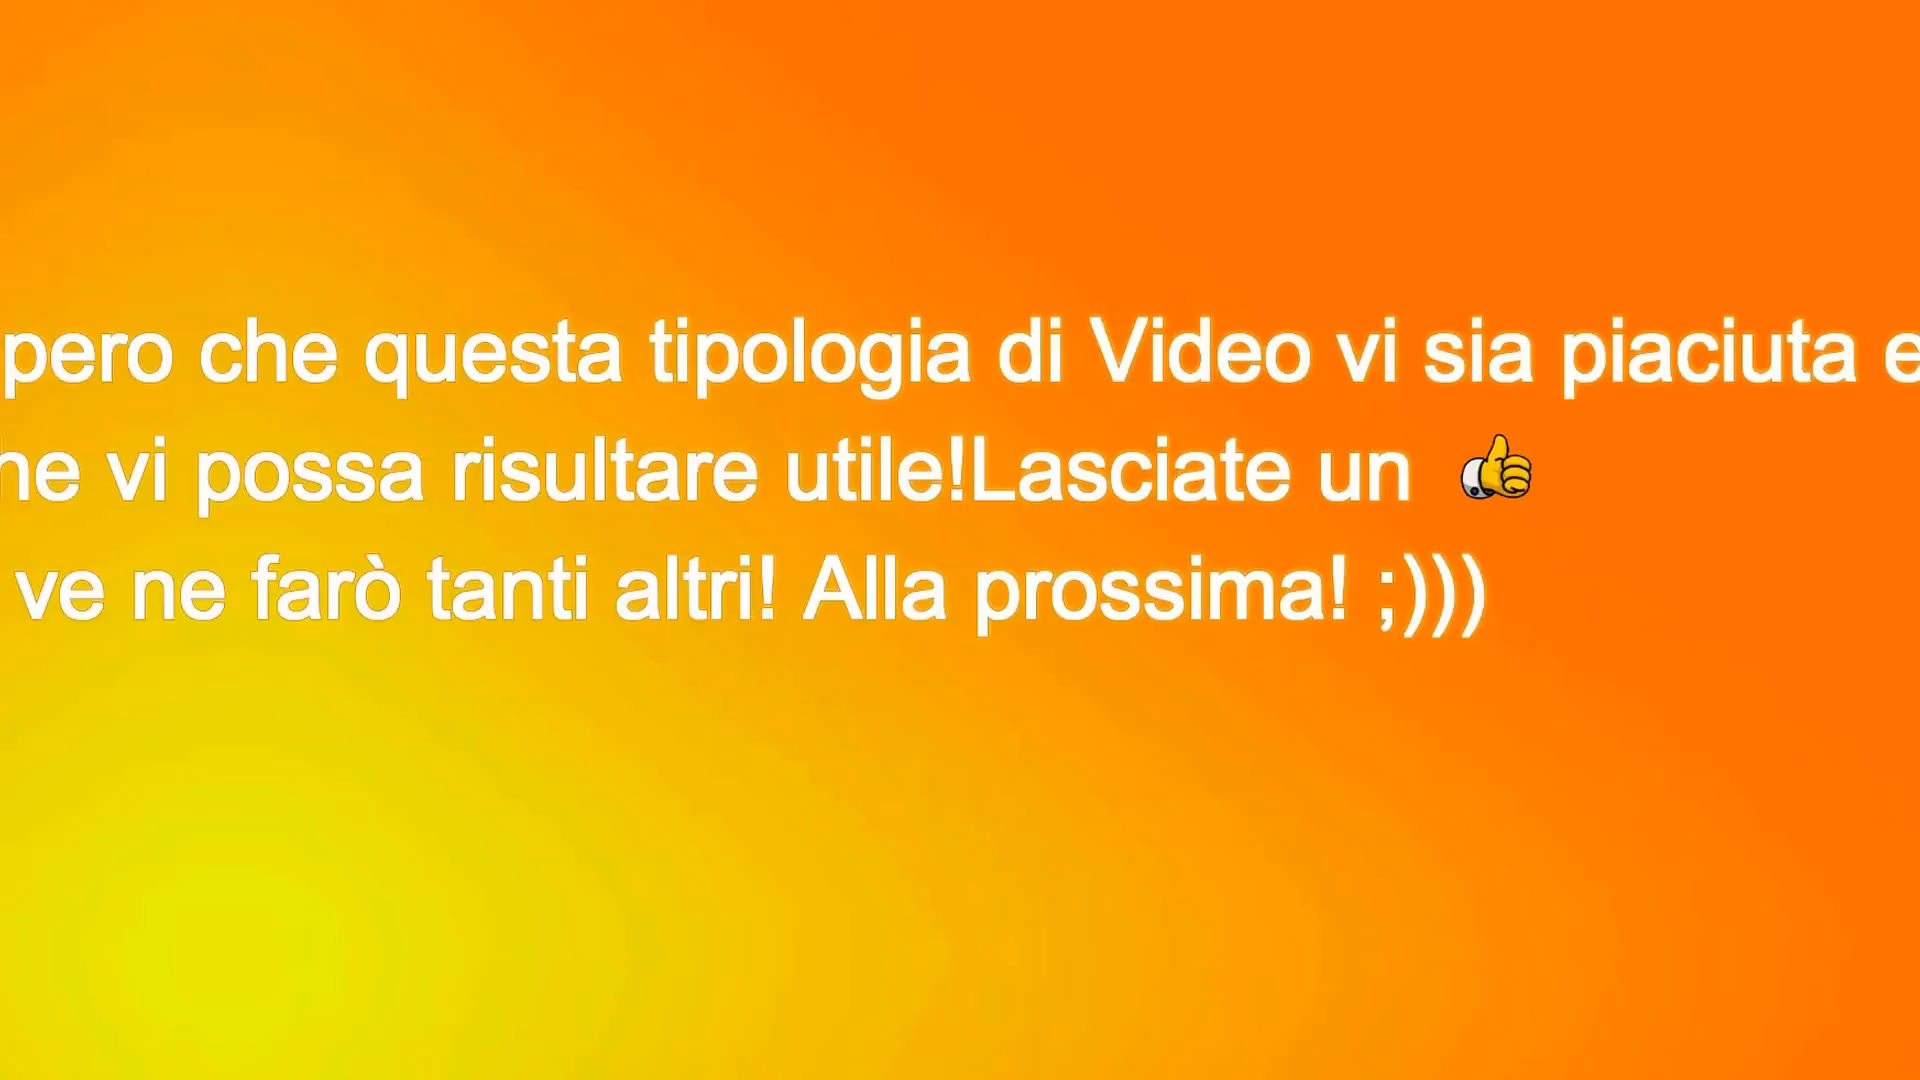 pero che questa tipologia di Video vi sia piaciuta e
he vi possa risultare utile!Lasciate un 👍
ve ne farò tanti altri! Alla prossima! ;)))